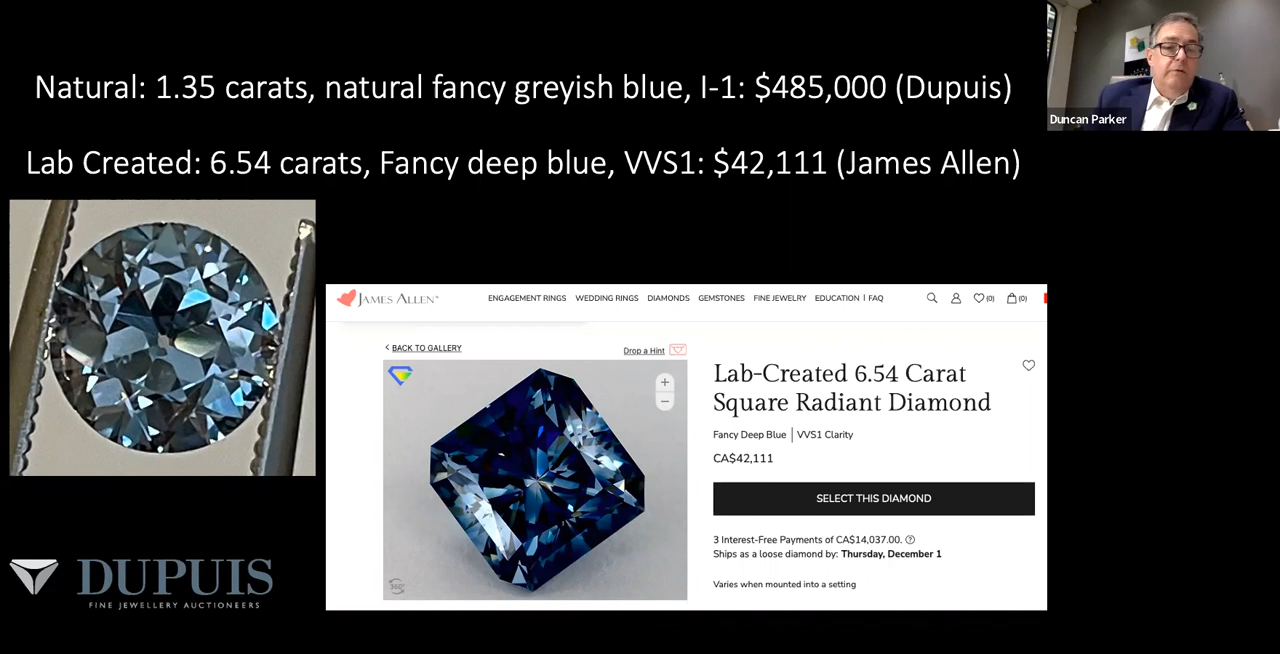 Natural: 1.35 carats, natural fancy greyish blue, I-1: $485,000 (Dupuis)
Duncan Parker
Lab Created: 6.54 carats, Fancy deep blue, VVS1: $42,111 (James Allen)
JAMES ALLEN™
ENGAGEMENT RINGS WEDDING RINGS DIAMONDS GEMSTONES FINE JEWELRY EDUCATION | FAQ (0) (0)
< BACK TO GALLERY
Drop a Hint
+
−
Lab-Created 6.54 Carat
Square Radiant Diamond
Fancy Deep Blue | VVS1 Clarity
CA$42,111
SELECT THIS DIAMOND
3 Interest-Free Payments of CA$14,037.00. ?
Ships as a loose diamond by: Thursday, December 1
Varies when mounted into a setting
360°
DUPUIS
FINE JEWELLERY AUCTIONEERS